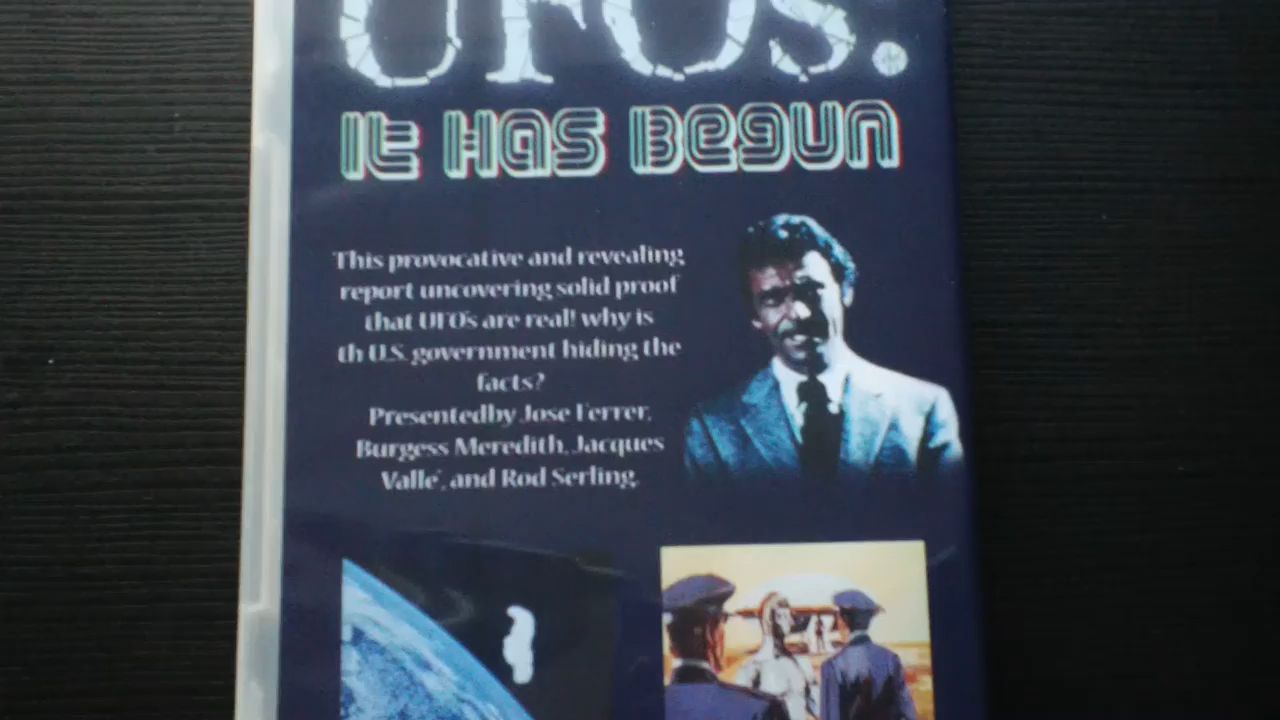 UFOs.
It Has Begun
This provocative and revealing
report uncovering solid proof
that UFO's are real! why is
th U.S. government hiding the
facts?
Presentedby Jose Ferrer,
Burgess Meredith, Jacques
Valle', and Rod Serling.